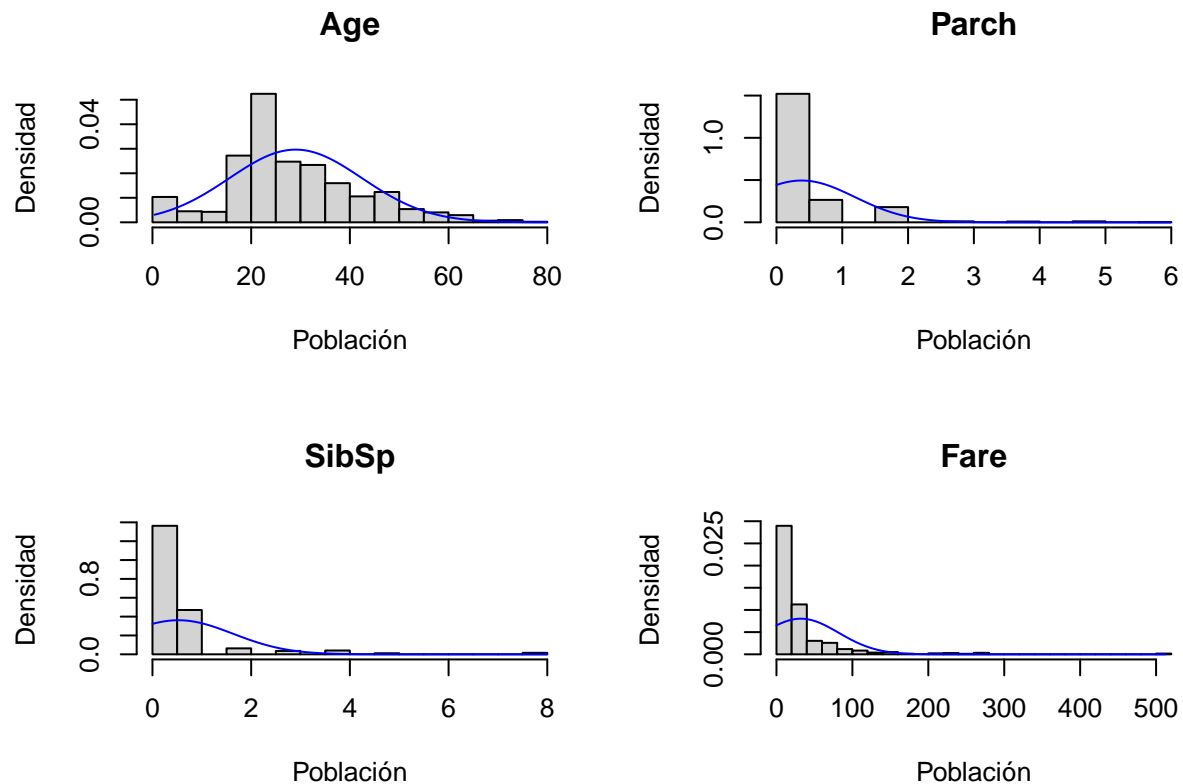 Age
Densidad
0.00 0.04
0 20 40 60 80
Población
Parch
Densidad
0.0 1.0
0 1 2 3 4 5 6
Población
SibSp
Densidad
0.0 0.8
0 2 4 6 8
Población
Fare
Densidad
0.000 0.025
0 100 200 300 400 500
Población